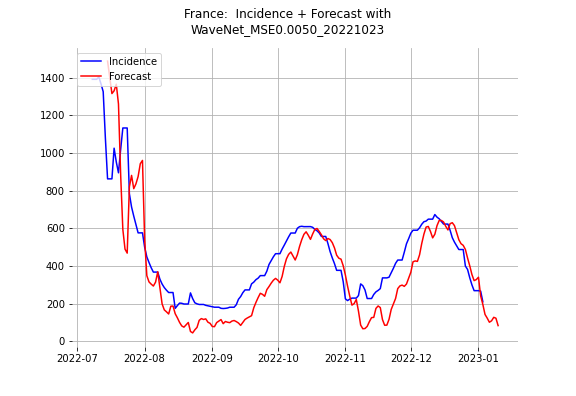 France:  Incidence + Forecast with
WaveNet_MSE0.0050_20221023
Incidence
Forecast
1400
1200
1000
800
600
400
200
0
2022-07 2022-08 2022-09 2022-10 2022-11 2022-12 2023-01